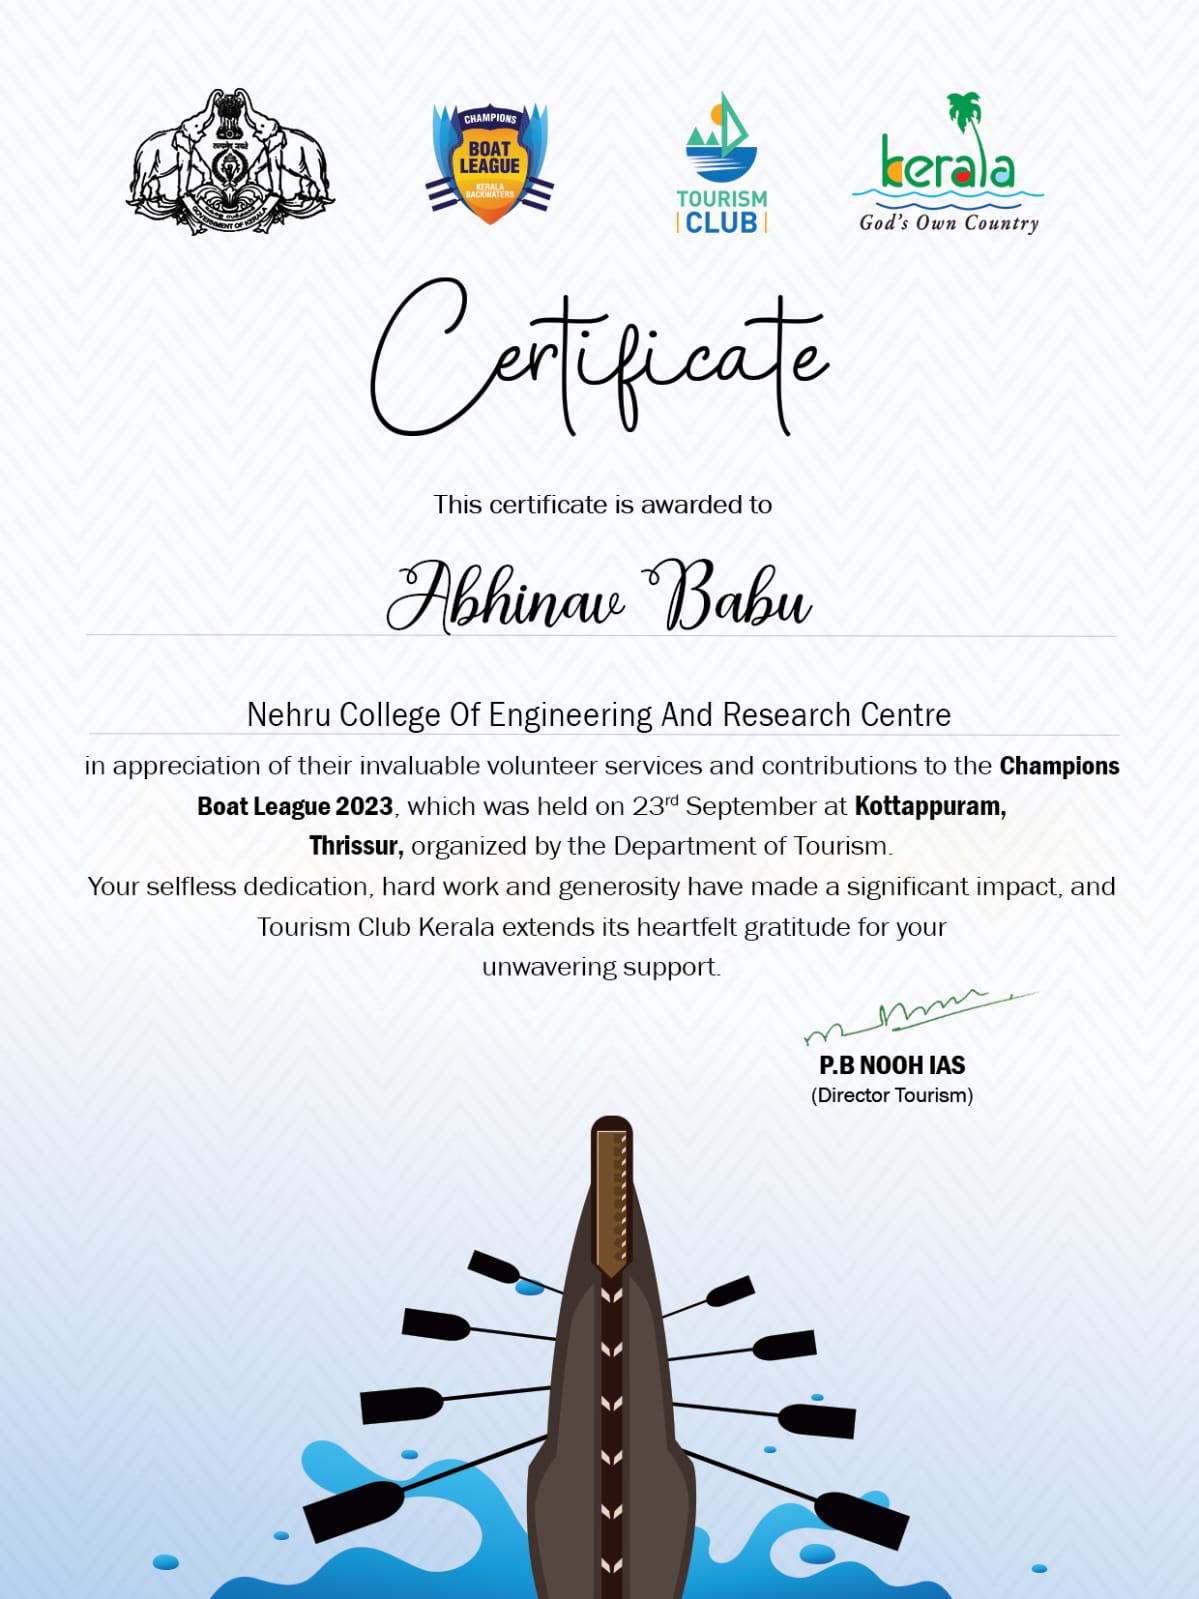 GOVERNMENT OF KERALA
CHAMPIONS
BOAT
LEAGUE
KERALA
BACKWATERS
TOURISM
CLUB
kerala
God's Own Country
Certificate
This certificate is awarded to
Abhinav Babu
Nehru College Of Engineering And Research Centre
in appreciation of their invaluable volunteer services and contributions to the Champions
Boat League 2023, which was held on 23rd September at Kottappuram,
Thrissur, organized by the Department of Tourism.
Your selfless dedication, hard work and generosity have made a significant impact, and
Tourism Club Kerala extends its heartfelt gratitude for your
unwavering support.
P.B NOOH IAS
(Director Tourism)